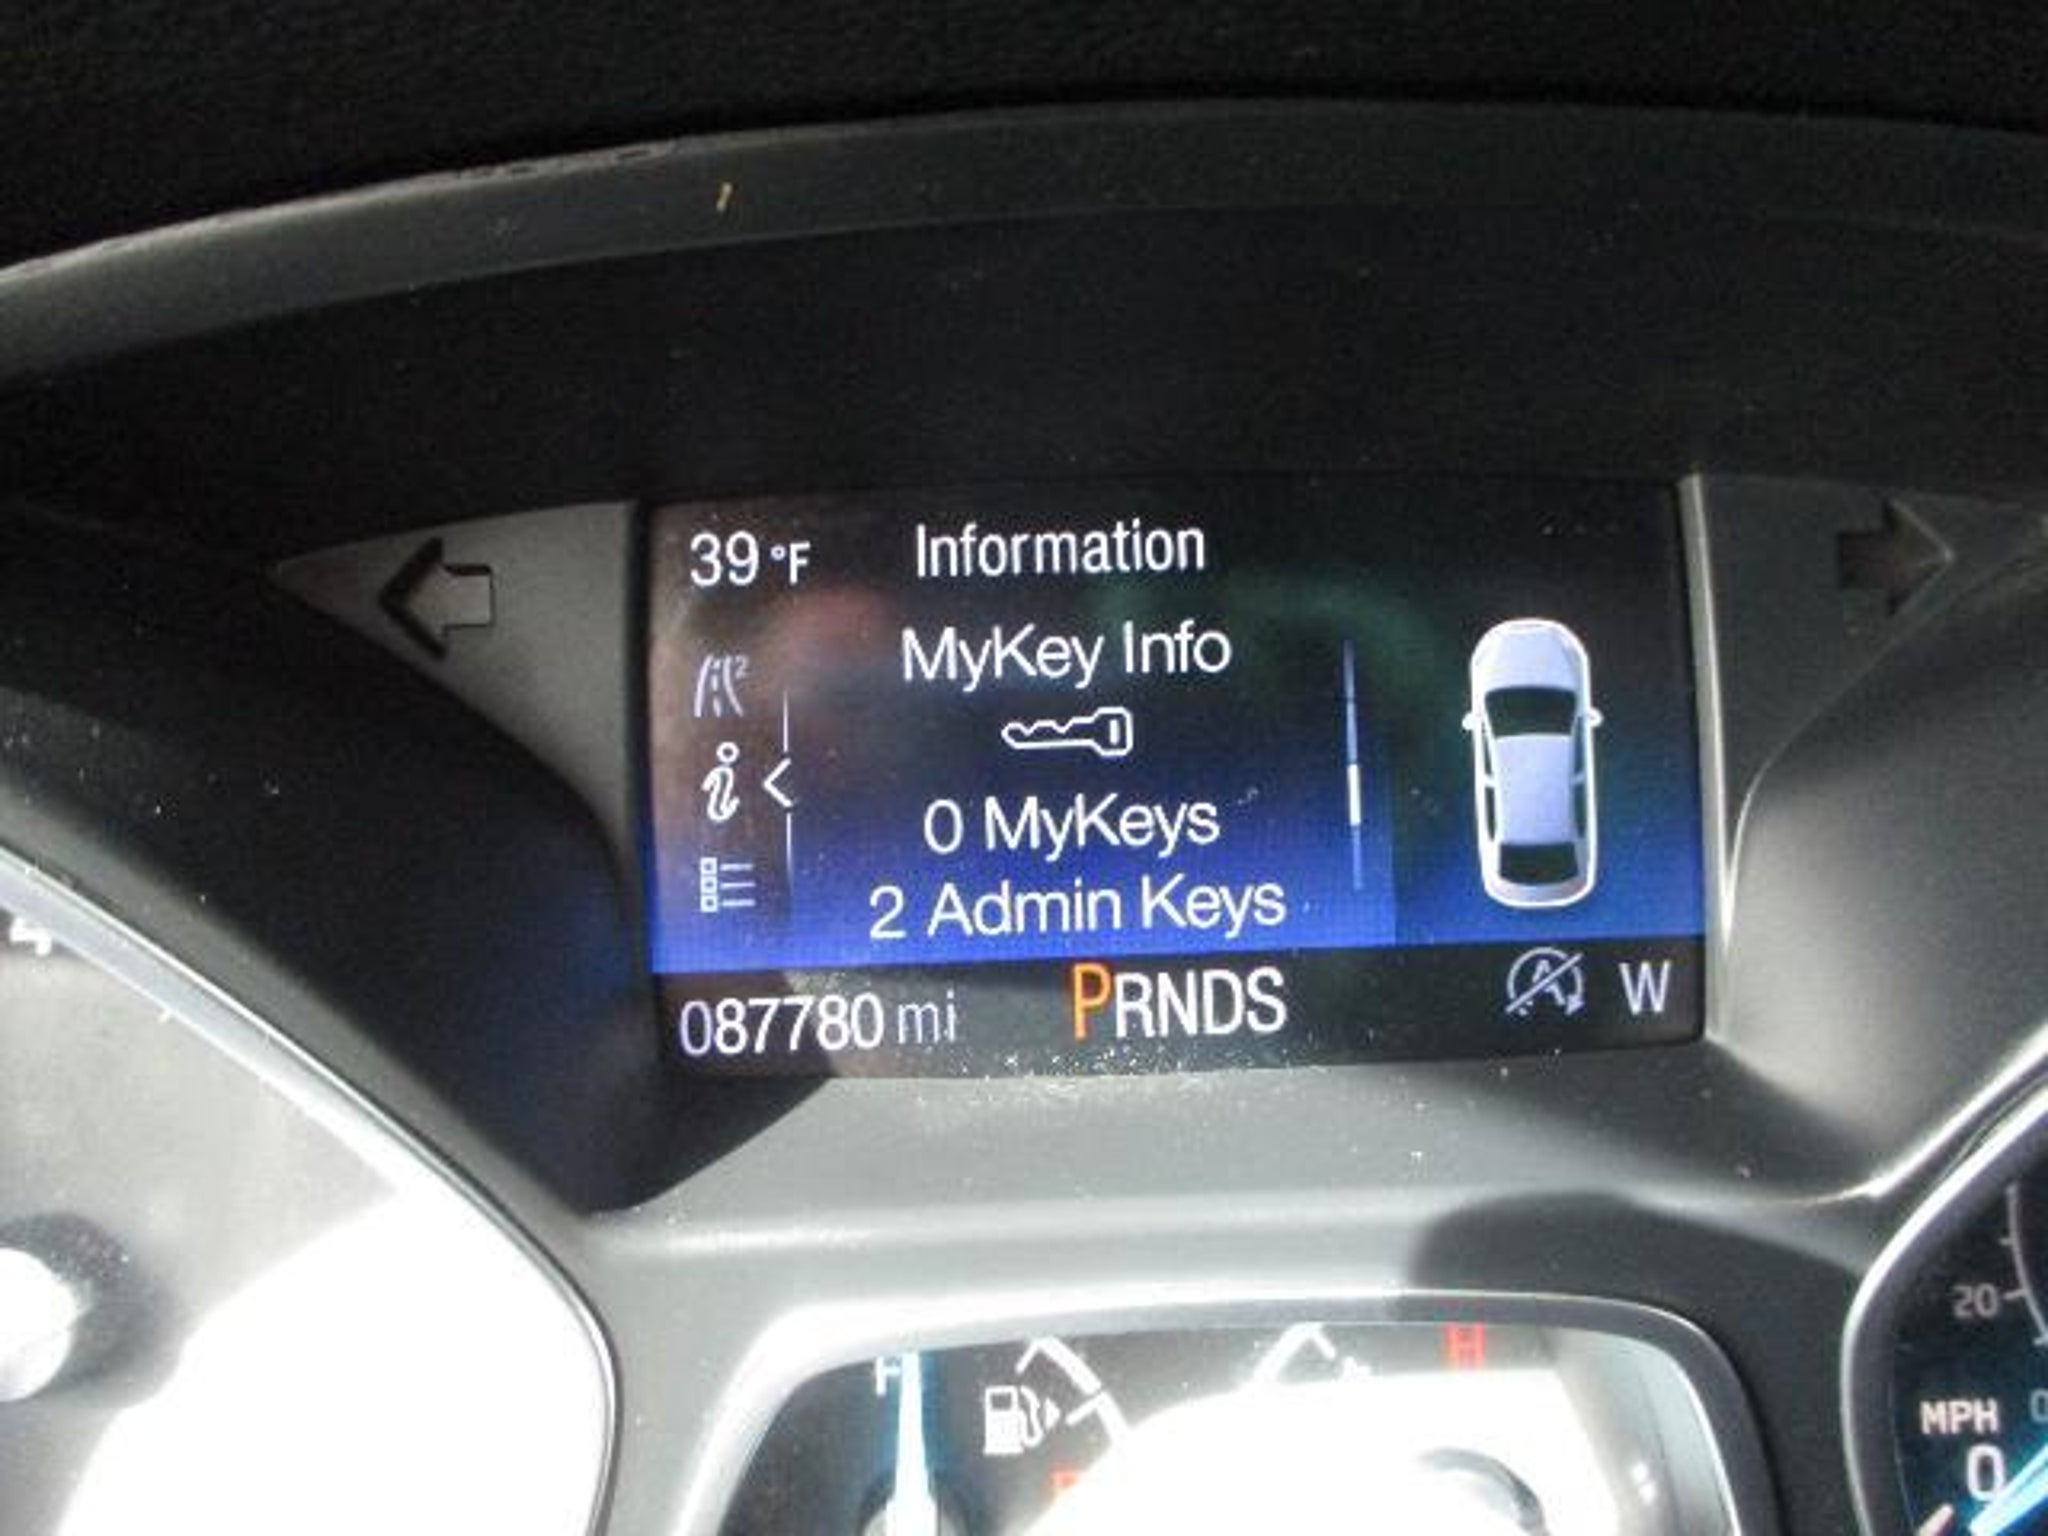 39 °F Information
MyKey Info
0 MyKeys
2 Admin Keys
087780 mi PRNDS A W
F
H
20
MPH
0